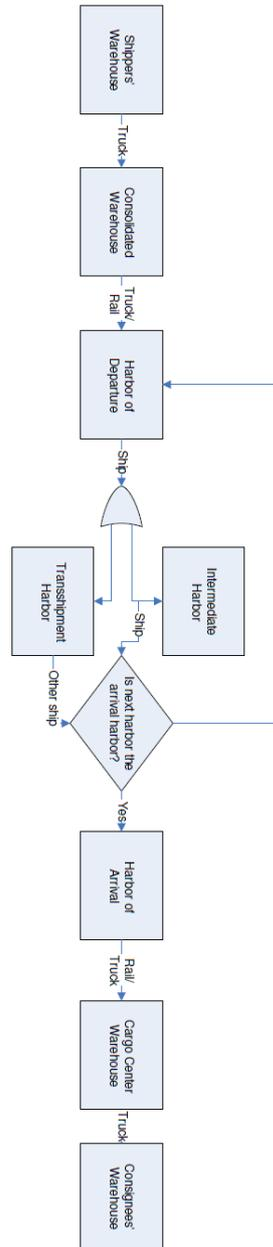 Shippers'
Warehouse
Truck
Consolidated
Warehouse
Truck/
Rail
Harbor of
Departure
Ship
Intermediate
Harbor
Ship
Transshipment
Harbor
Other ship
Is next harbor the
arrival harbor?
Yes
Harbor of
Arrival
Rail/
Truck
Cargo Center
Warehouse
Truck
Consignees'
Warehouse